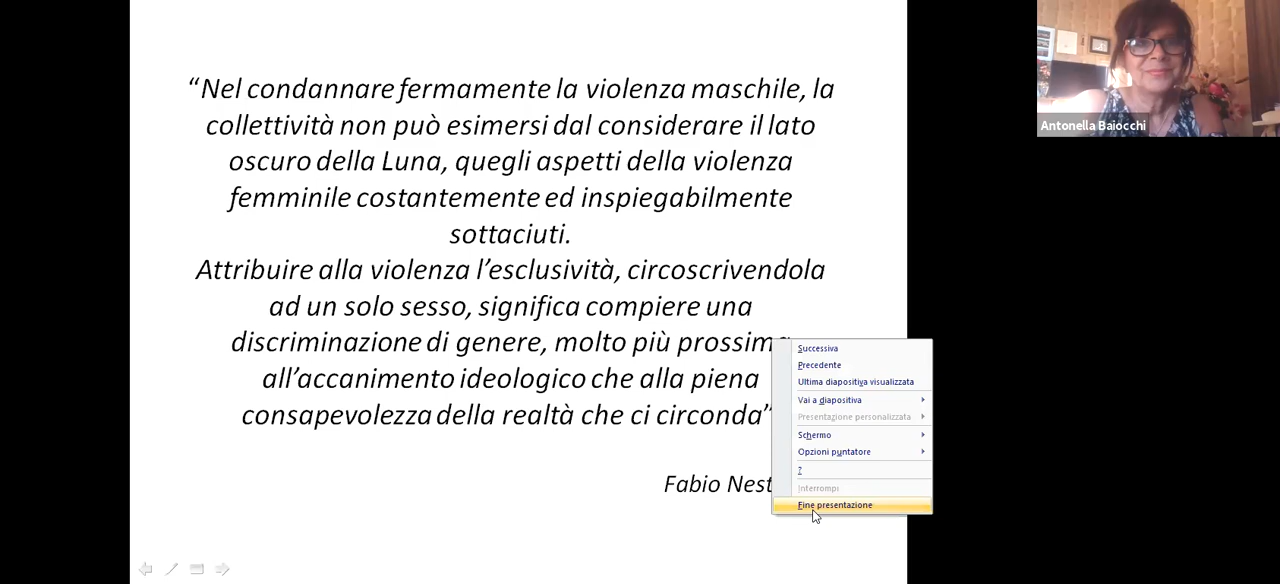 “Nel condannare fermamente la violenza maschile, la
collettività non può esimersi dal considerare il lato
oscuro della Luna, quegli aspetti della violenza
femminile costantemente ed inspiegabilmente
sottaciuti.
Attribuire alla violenza l’esclusività, circoscrivendola
ad un solo sesso, significa compiere una
discriminazione di genere, molto più prossima
all’accanimento ideologico che alla piena
consapevolezza della realtà che ci circonda”
Fabio Nest
Successiva
Precedente
Ultima diapositiva visualizzata
Vai a diapositiva
Presentazione personalizzata
Schermo
Opzioni puntatore
?
Interrompi
Fine presentazione
Antonella Baiocchi